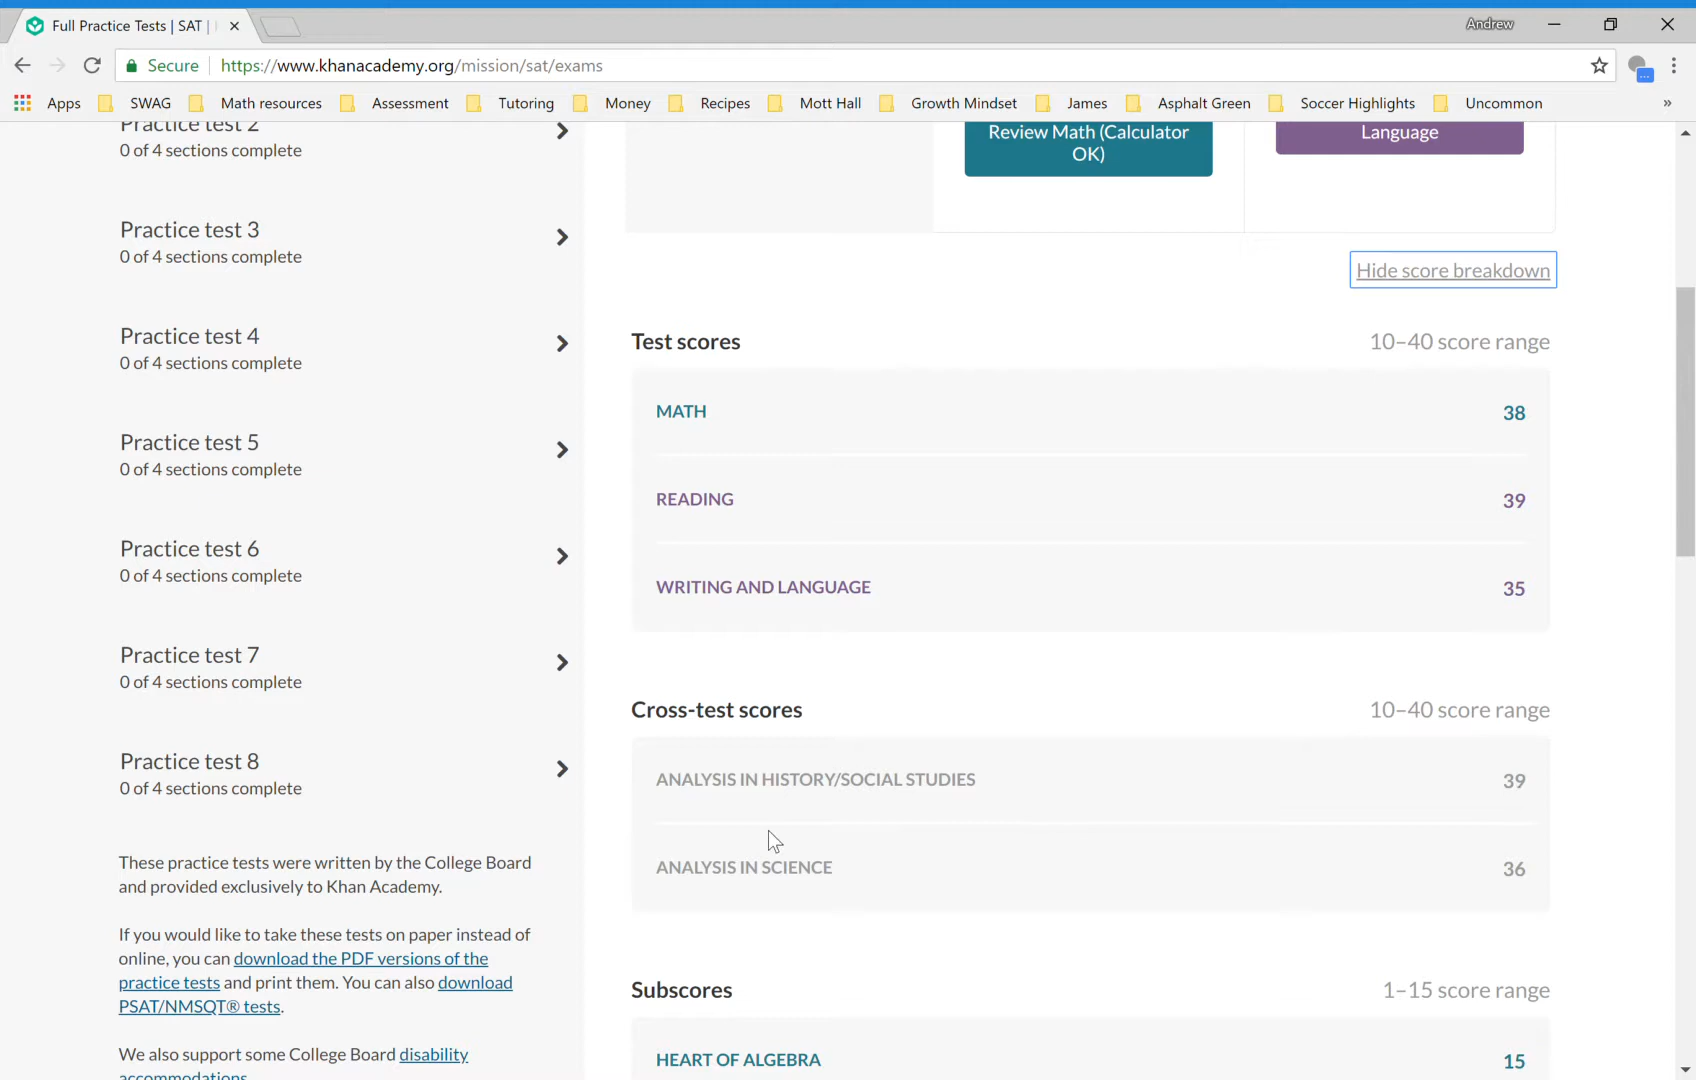 Full Practice Tests | SAT |
Andrew
Secure
https://www.khanacademy.org/mission/sat/exams
Apps
SWAG
Math resources
Assessment
Tutoring
Money
Recipes
Mott Hall
Growth Mindset
James
Asphalt Green
Soccer Highlights
Uncommon
»
Practice test 2
0 of 4 sections complete
Practice test 3
0 of 4 sections complete
Practice test 4
0 of 4 sections complete
Practice test 5
0 of 4 sections complete
Practice test 6
0 of 4 sections complete
Practice test 7
0 of 4 sections complete
Practice test 8
0 of 4 sections complete
These practice tests were written by the College Board
and provided exclusively to Khan Academy.
If you would like to take these tests on paper instead of
online, you can download the PDF versions of the
practice tests and print them. You can also download
PSAT/NMSQT® tests.
We also support some College Board disability
accommodations
Review Math (Calculator
OK)
Language
Hide score breakdown
Test scores
10–40 score range
MATH
38
READING
39
WRITING AND LANGUAGE
35
Cross-test scores
10–40 score range
ANALYSIS IN HISTORY/SOCIAL STUDIES
39
ANALYSIS IN SCIENCE
36
Subscores
1–15 score range
HEART OF ALGEBRA
15